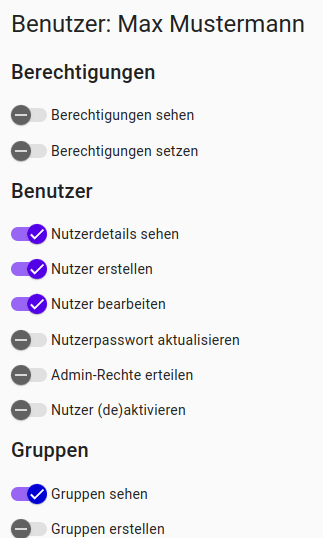 Benutzer: Max Mustermann
Berechtigungen
Berechtigungen sehen
Berechtigungen setzen
Benutzer
Nutzerdetails sehen
Nutzer erstellen
Nutzer bearbeiten
Nutzerpasswort aktualisieren
Admin-Rechte erteilen
Nutzer (de)aktivieren
Gruppen
Gruppen sehen
Gruppen erstellen